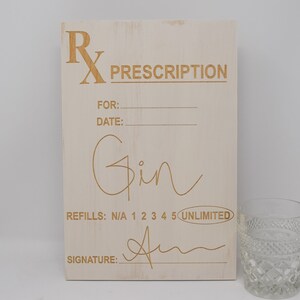 Rx PRESCRIPTION
FOR:
DATE:
Gin
REFILLS: N/A 1 2 3 4 5 UNLIMITED
SIGNATURE: